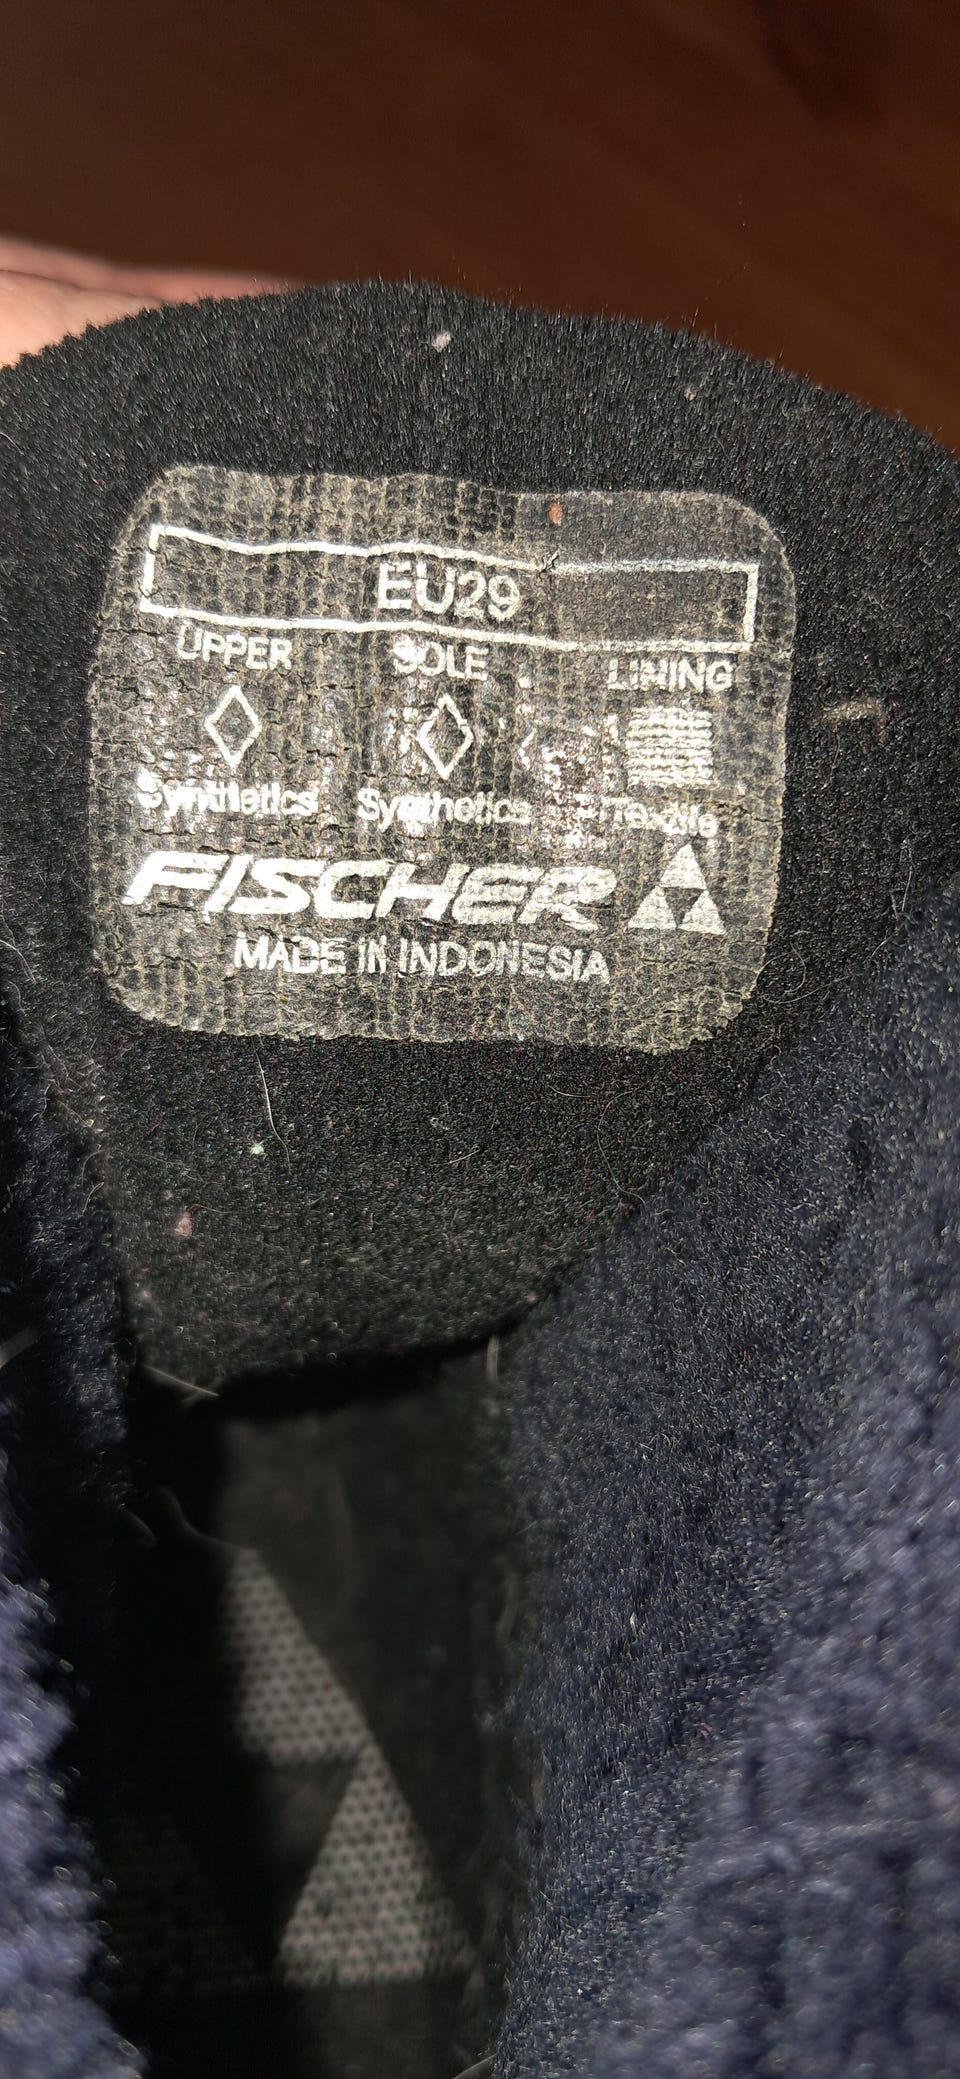 EU29
UPPER SOLE LINING
Synthetics Synthetics Textile
FISCHER
MADE IN INDONESIA